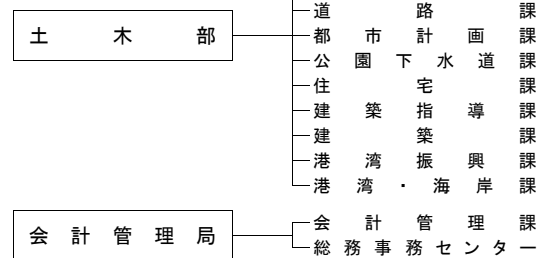 道路課
土木部
都市計画課
公園下水道課
住宅課
建築指導課
建築課
港湾振興課
港湾・海岸課
会計管理局
会計管理課
総務事務センター